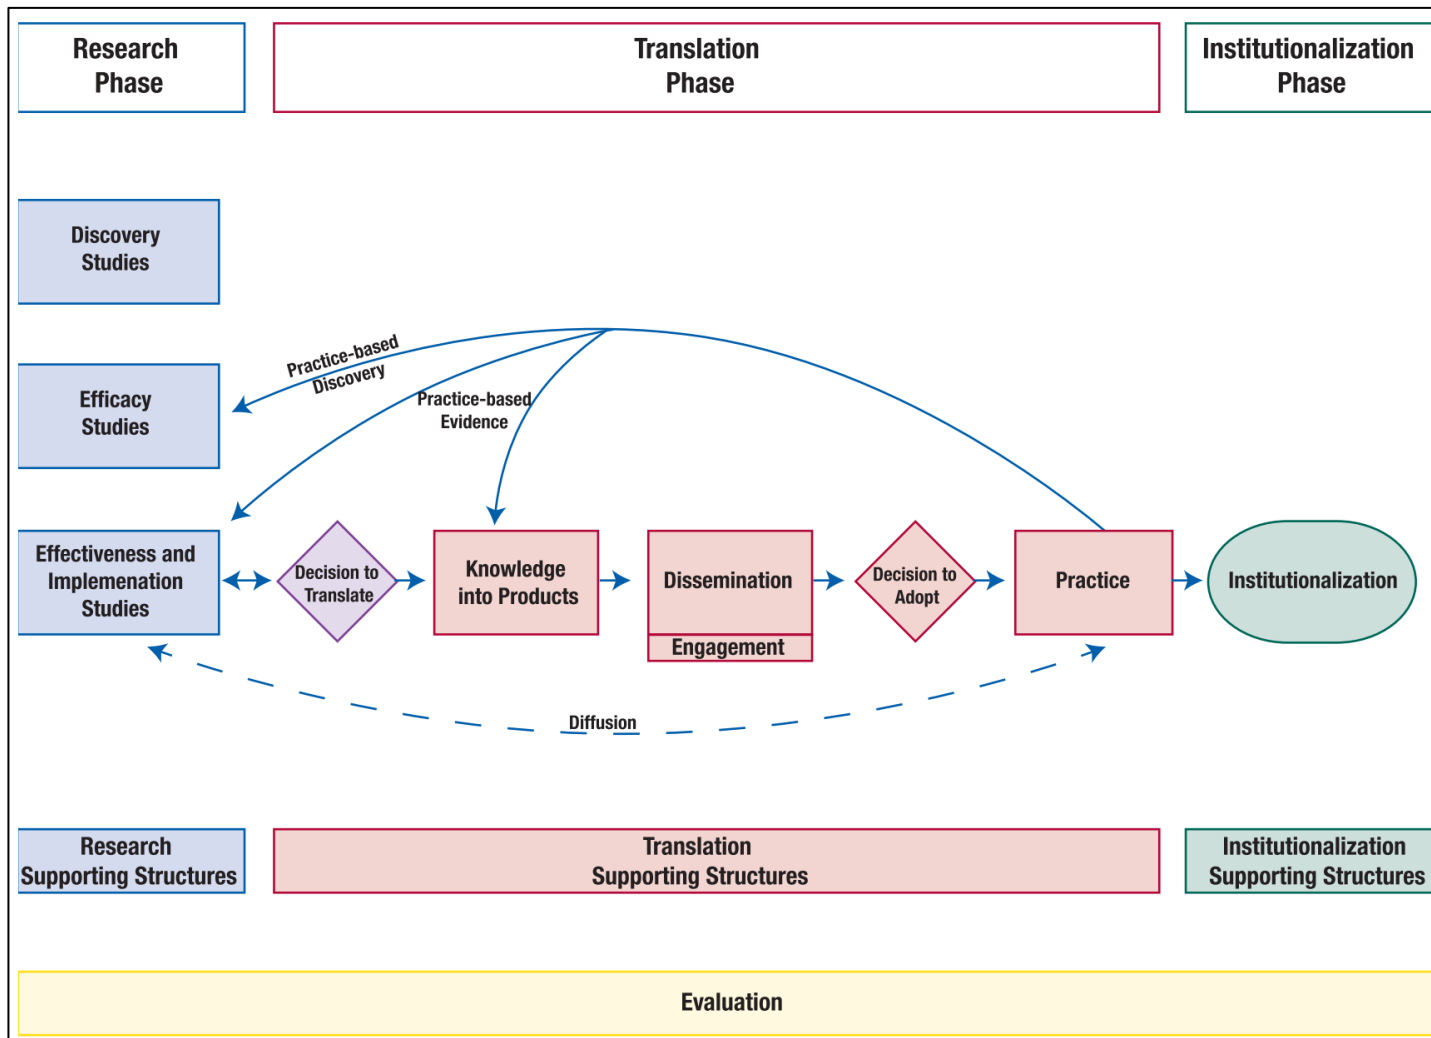 Research
Phase
Translation
Phase
Institutionalization
Phase
Discovery
Studies
Practice-based
Discovery
Efficacy
Studies
Practice-based
Evidence
Effectiveness and
Implemenation
Studies
Decision to
Translate
Knowledge
into Products
Dissemination
Engagement
Decision to
Adopt
Practice
Institutionalization
Diffusion
Research
Supporting Structures
Translation
Supporting Structures
Institutionalization
Supporting Structures
Evaluation